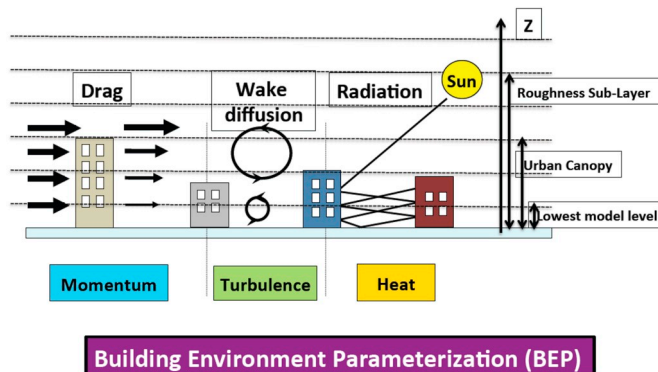 Z
Sun
Drag
Wake
diffusion
Radiation
Roughness Sub-Layer
Urban Canopy
Lowest model level
Momentum
Turbulence
Heat
Building Environment Parameterization (BEP)